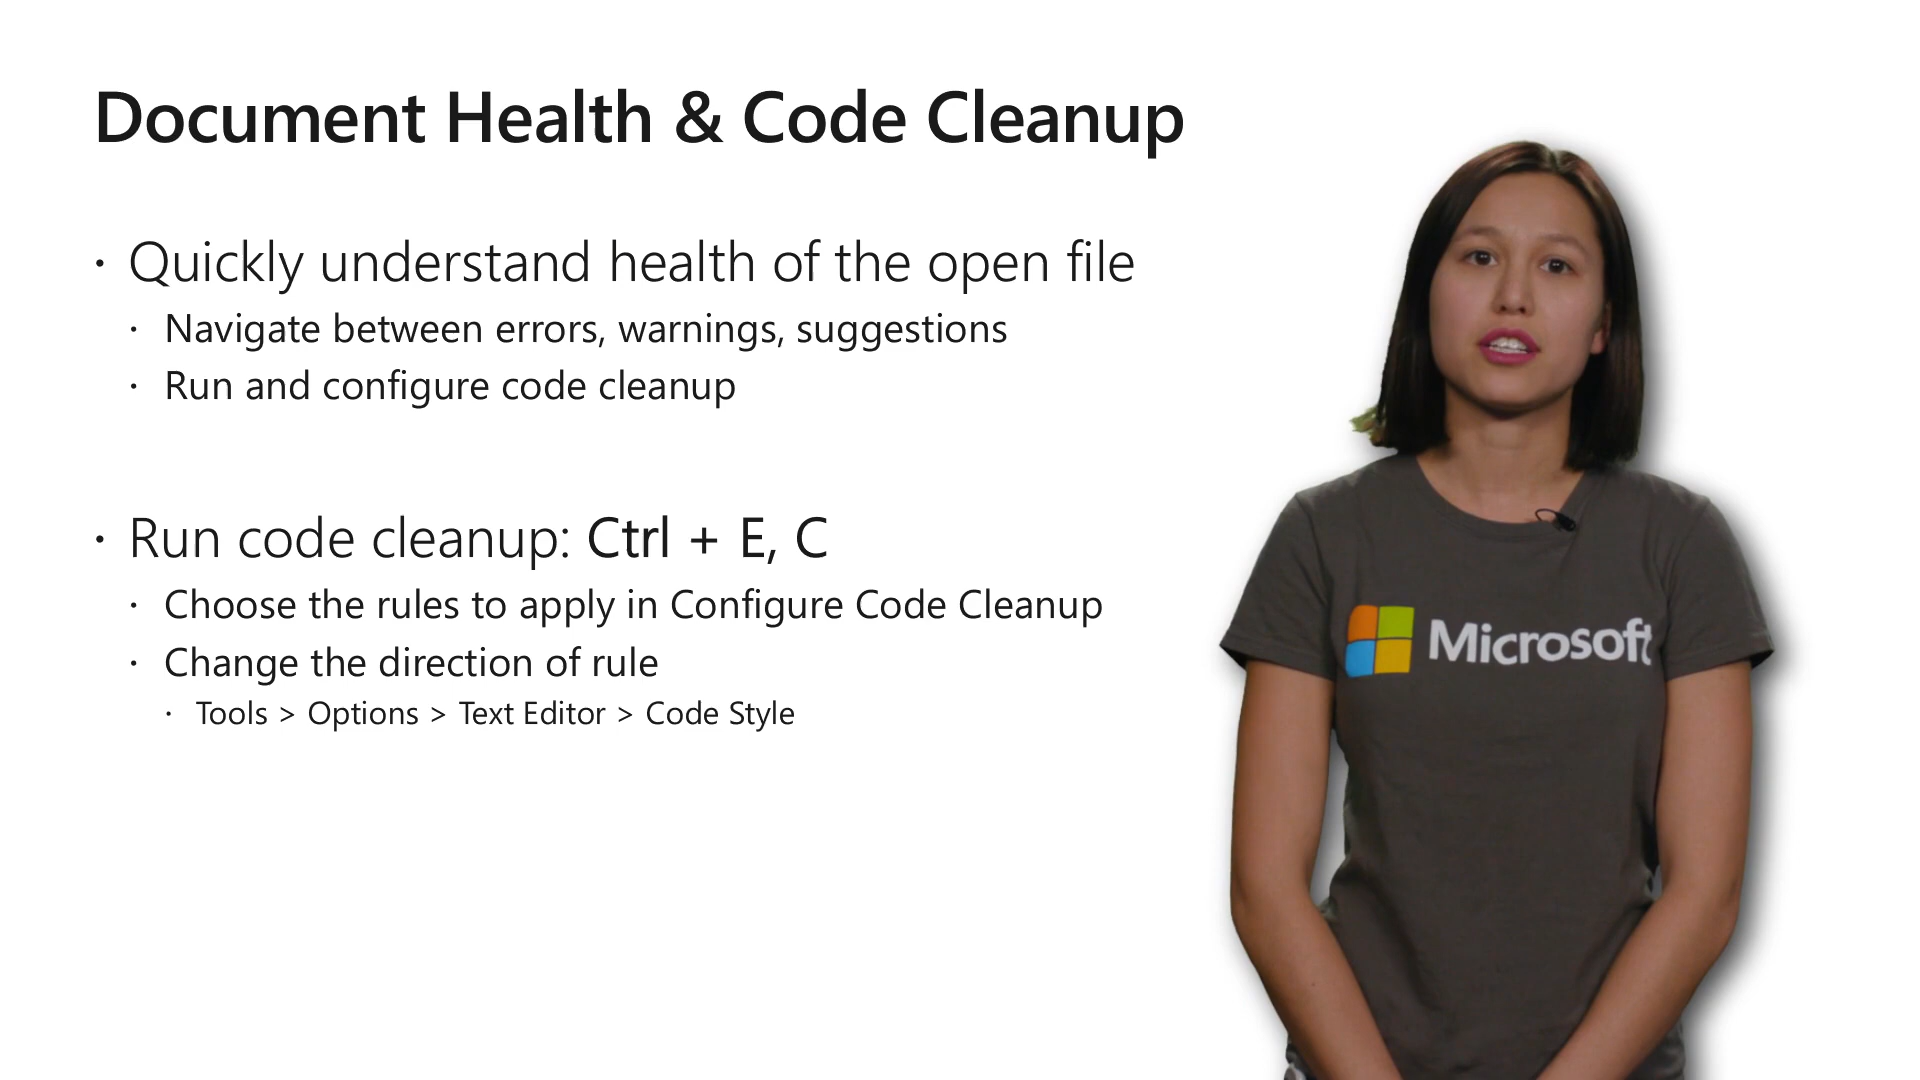 Document Health & Code Cleanup
· Quickly understand health of the open file
· Navigate between errors, warnings, suggestions
· Run and configure code cleanup
· Run code cleanup: Ctrl + E, C
· Choose the rules to apply in Configure Code Cleanup
· Change the direction of rule
· Tools > Options > Text Editor > Code Style
Microsoft